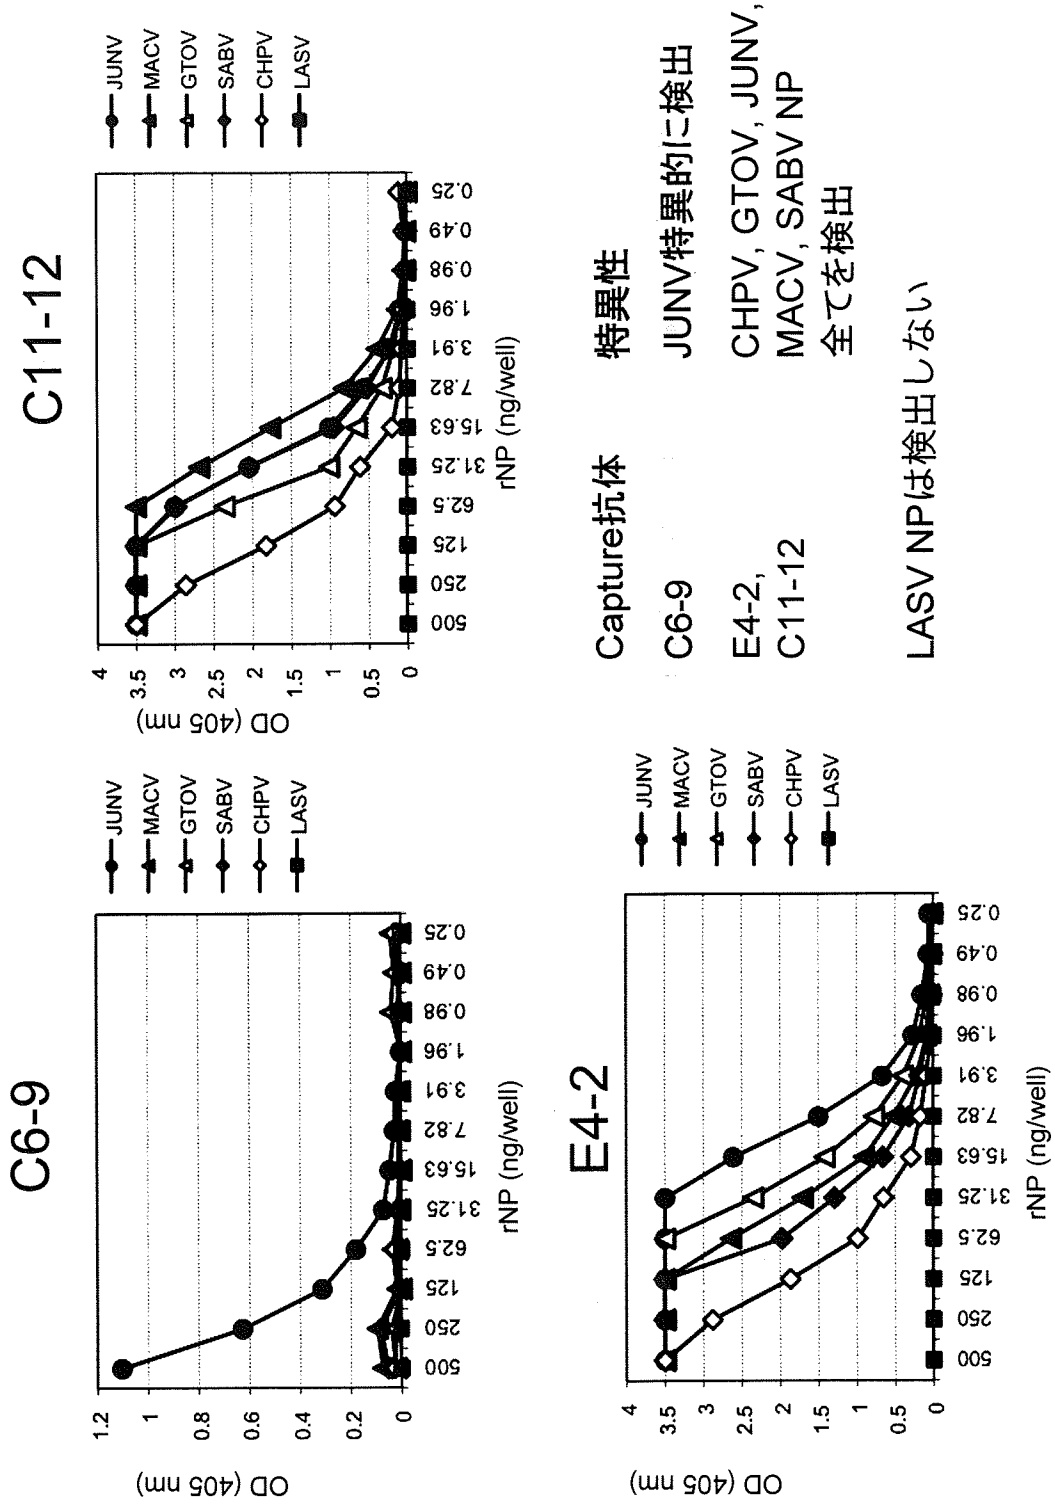 C6-9
1.2
1
0.8
0.6
0.4
0.2
0
OD (405 nm)
500
250
125
62.5
31.25
15.63
7.82
3.91
1.96
0.98
0.49
0.25
rNP (ng/well)
JUNV
MACV
GTOV
SABV
CHPV
LASV
C11-12
4
3.5
3
2.5
2
1.5
1
0.5
0
OD (405 nm)
500
250
125
62.5
31.25
15.63
7.82
3.91
1.96
0.98
0.49
0.25
rNP (ng/well)
JUNV
MACV
GTOV
SABV
CHPV
LASV
E4-2
4
3.5
3
2.5
2
1.5
1
0.5
0
OD (405 nm)
500
250
125
62.5
31.25
15.63
7.82
3.91
1.96
0.98
0.49
0.25
rNP (ng/well)
JUNV
MACV
GTOV
SABV
CHPV
LASV
Capture抗体 特異性
C6-9 JUNV特異的に検出
E4-2, CHPV, GTOV, JUNV,
C11-12 MACV, SABV NP
全てを検出
LASV NPは検出しない